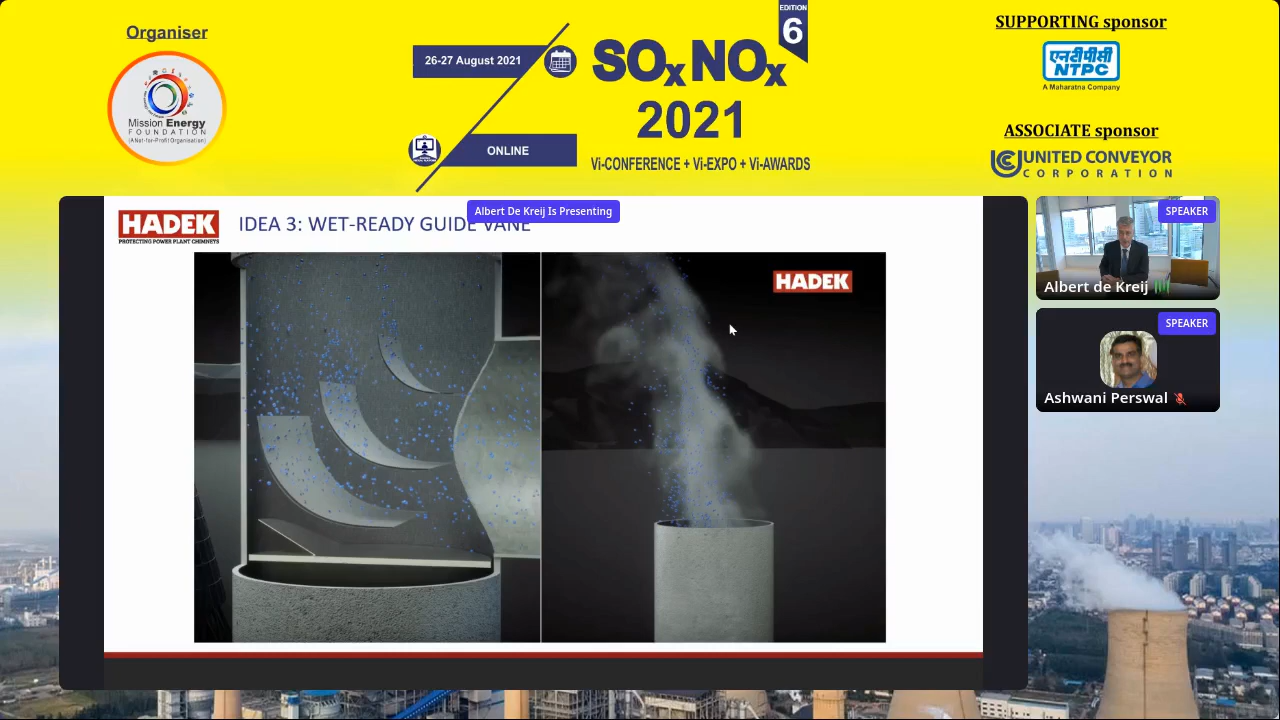 Organiser
Mission Energy
FOUNDATION
(A Not-for-Profit Organisation)
26-27 August 2021
ONLINE
EDITION
6
SOx NOx
2021
Vi-CONFERENCE + Vi-EXPO + Vi-AWARDS
SUPPORTING sponsor
एनटीपीसी
NTPC
A Maharatna Company
ASSOCIATE sponsor
UNITED CONVEYOR
CORPORATION
Albert De Kreij Is Presenting
HADEK
PROTECTING POWER PLANT CHIMNEYS
IDEA 3: WET-READY GUIDE VANE
HADEK
SPEAKER
Albert de Kreij
SPEAKER
Ashwani Perswal